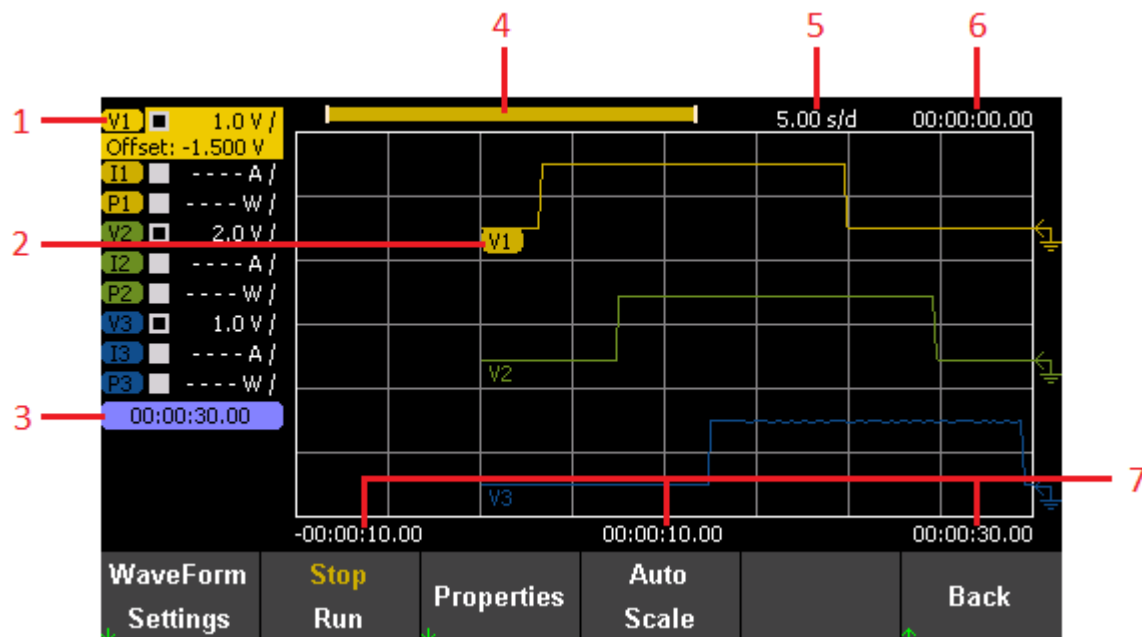 4 5 6
1 V1 1.0 V / 5.00 s/d 00:00:00.00
Offset: -1.500 V
I1 ---- A /
P1 ---- W /
V2 2.0 V /
2 V1
I2 ---- A /
P2 ---- W /
V3 1.0 V /
I3 ---- A /
V2
P3 ---- W /
3 00:00:30.00
7
V3
-00:00:10.00 00:00:10.00 00:00:30.00
WaveForm Settings
Stop Run
Properties
Auto Scale
Back